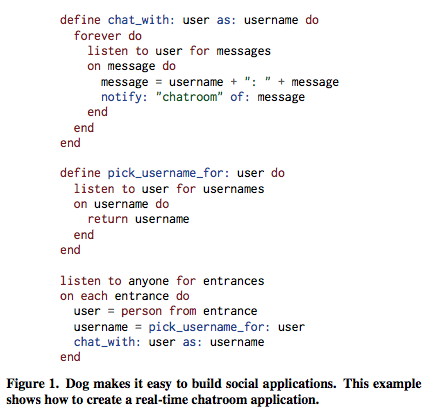 define chat_with: user as: username do
forever do
listen to user for messages
on message do
message = username + ": " + message
notify: "chatroom" of: message
end
end
end
define pick_username_for: user do
listen to user for usernames
on username do
return username
end
end
listen to anyone for entrances
on each entrance do
user = person from entrance
username = pick_username_for: user
chat_with: user as: username
end
Figure 1. Dog makes it easy to build social applications. This example
shows how to create a real-time chatroom application.